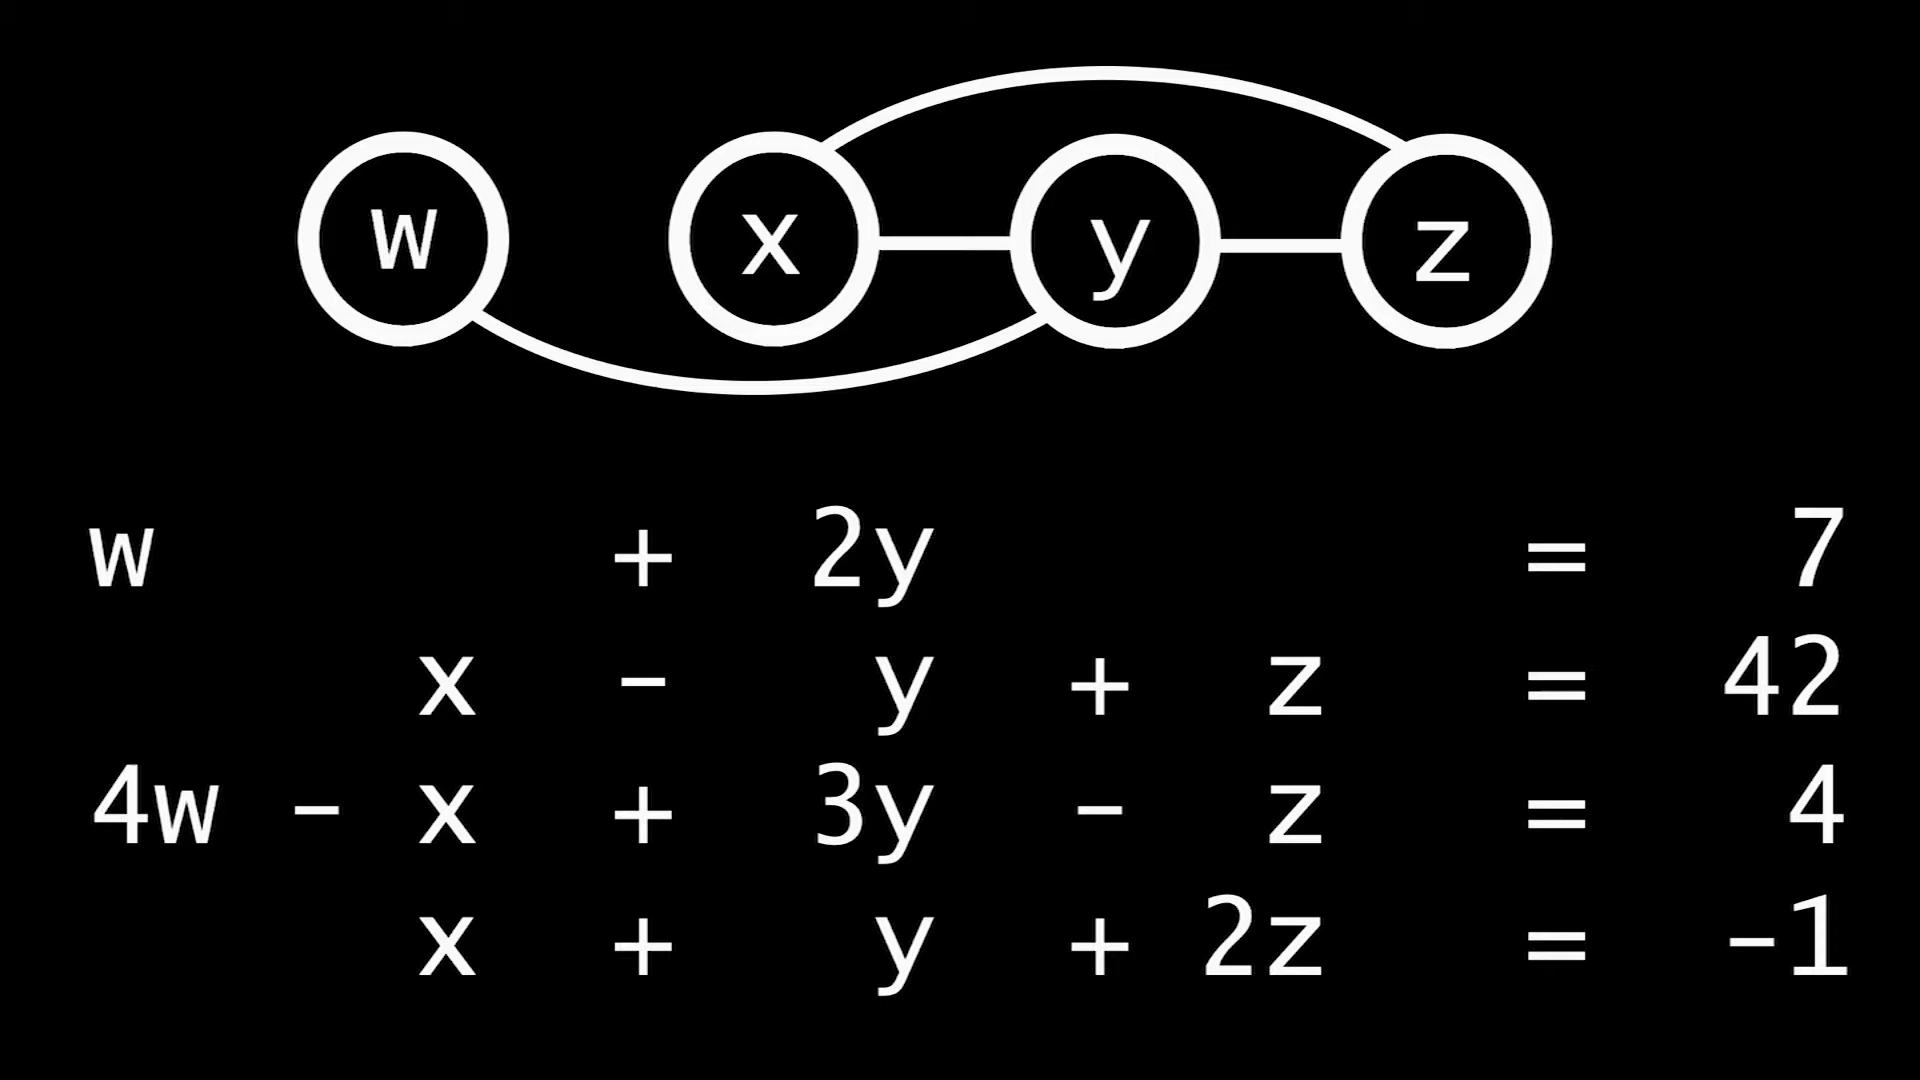 w x y z
w + 2y = 7
x - y + z = 42
4w - x + 3y - z = 4
x + y + 2z = -1